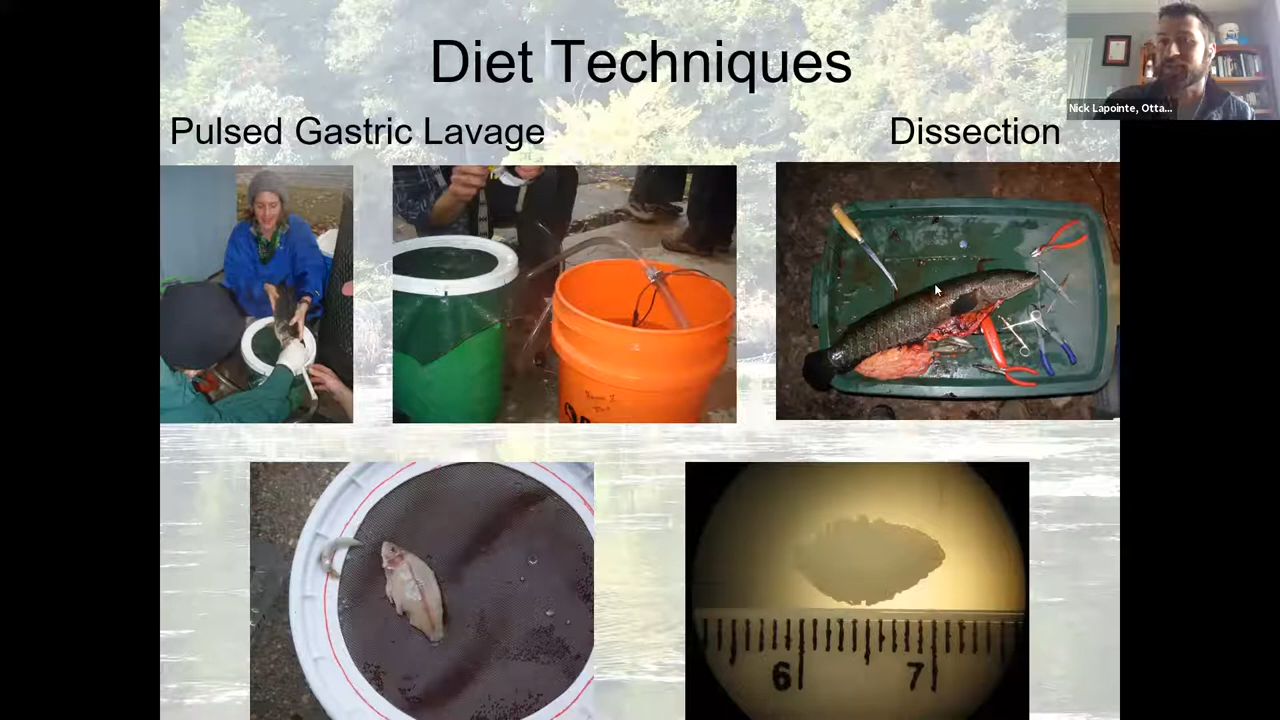 Diet Techniques
Nick Lapointe, Otta...
Pulsed Gastric Lavage
Dissection
6
7